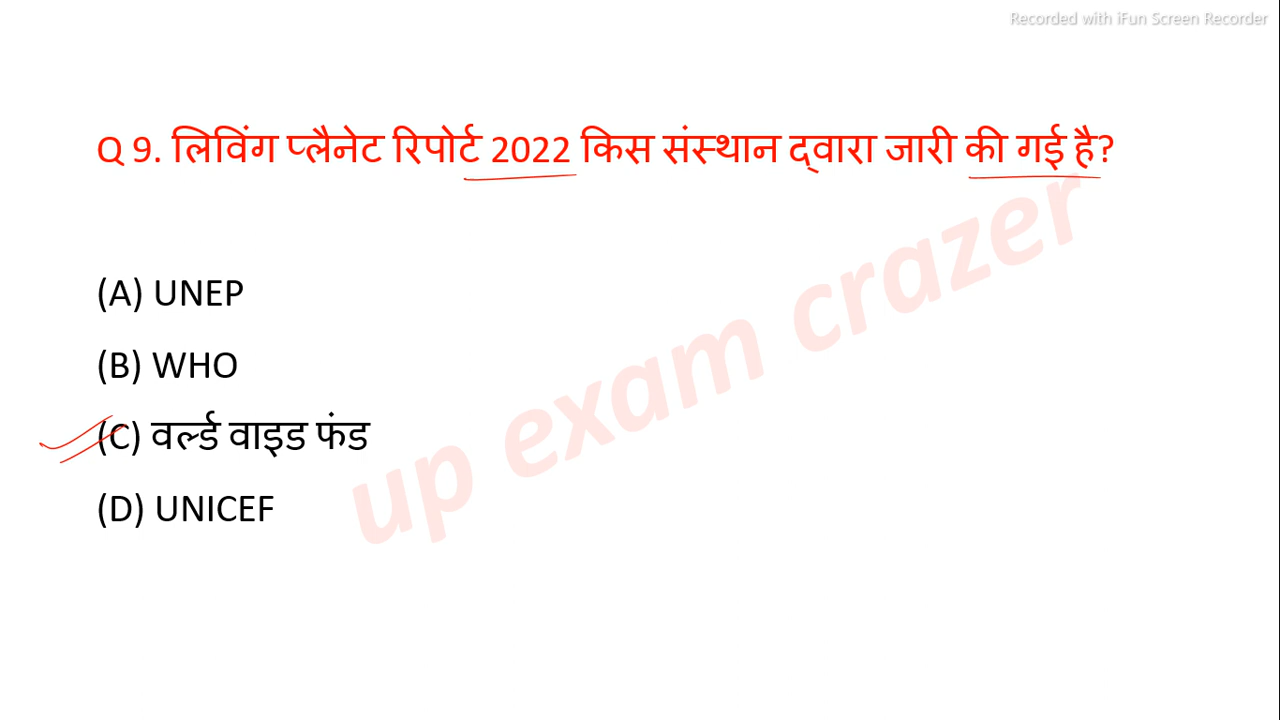 Recorded with iFun Screen Recorder
Q 9. लिविंग प्लैनेट रिपोर्ट 2022 किस संस्थान द्वारा जारी की गई है?
(A) UNEP
(B) WHO
(C) वर्ल्ड वाइड फंड
(D) UNICEF
up exam crazer